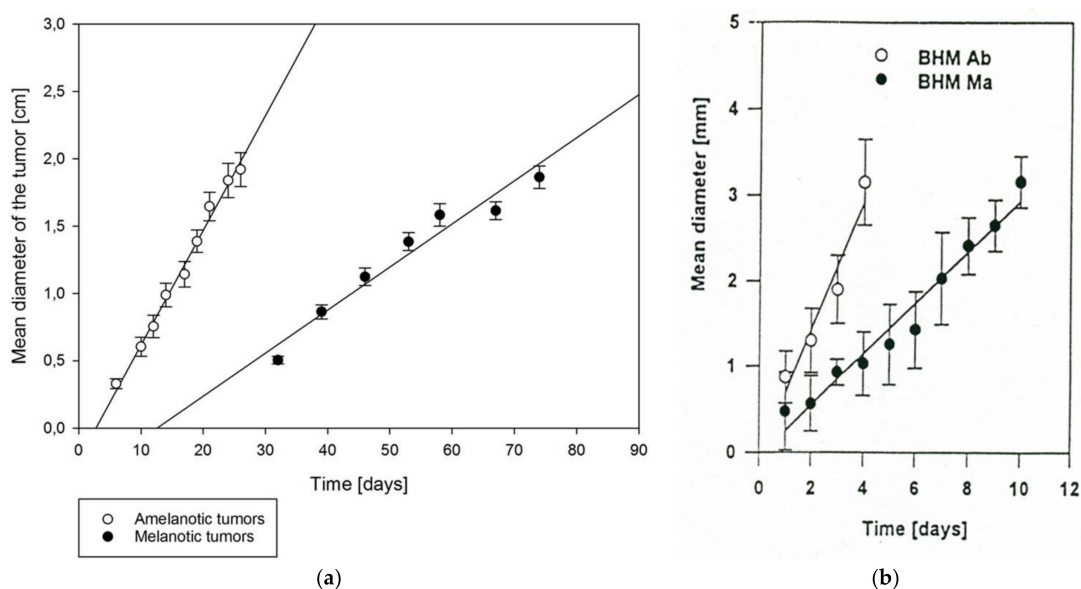 3,0
2,5
2,0
1,5
1,0
0,5
0,0
Mean diameter of the tumor [cm]
0 10 20 30 40 50 60 70 80 90
Time [days]
Amelanotic tumors
Melanotic tumors
(a)
5
4
3
2
1
0
Mean diameter [mm]
BHM Ab
BHM Ma
0 2 4 6 8 10 12
Time [days]
(b)